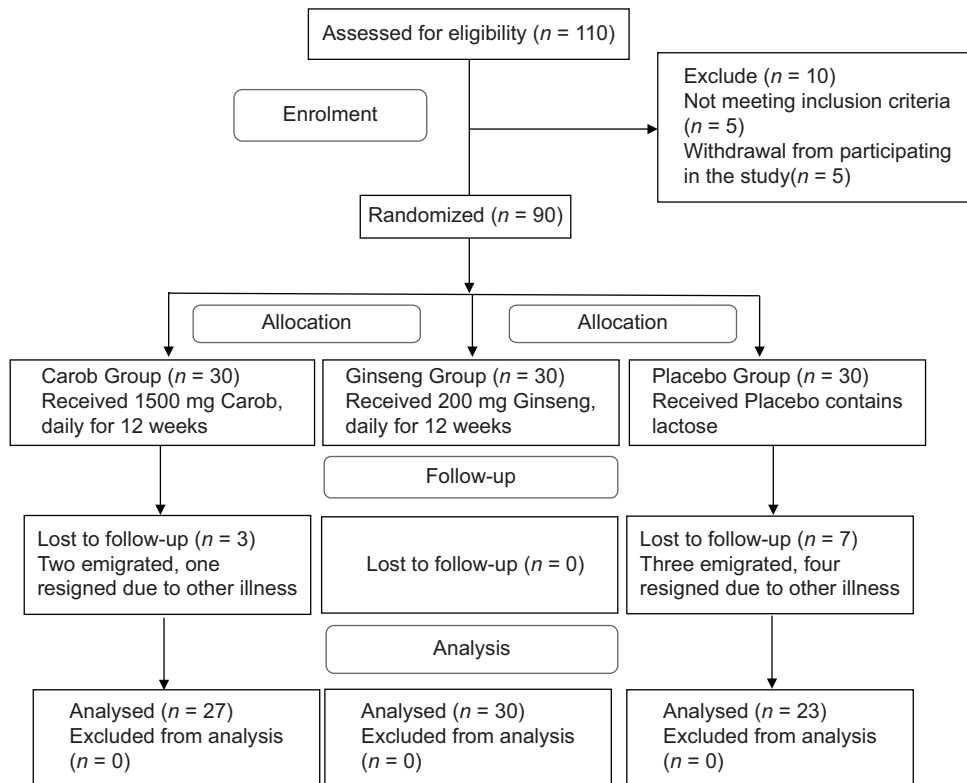 Assessed for eligibility (n = 110)
Exclude (n = 10)
Not meeting inclusion criteria
(n = 5)
Withdrawal from participating
in the study(n = 5)
Enrolment
Randomized (n = 90)
Allocation
Allocation
Carob Group (n = 30)
Received 1500 mg Carob,
daily for 12 weeks
Ginseng Group (n = 30)
Received 200 mg Ginseng,
daily for 12 weeks
Placebo Group (n = 30)
Received Placebo contains
lactose
Follow-up
Lost to follow-up (n = 3)
Two emigrated, one
resigned due to other illness
Lost to follow-up (n = 0)
Lost to follow-up (n = 7)
Three emigrated, four
resigned due to other illness
Analysis
Analysed (n = 27)
Excluded from analysis
(n = 0)
Analysed (n = 30)
Excluded from analysis
(n = 0)
Analysed (n = 23)
Excluded from analysis
(n = 0)